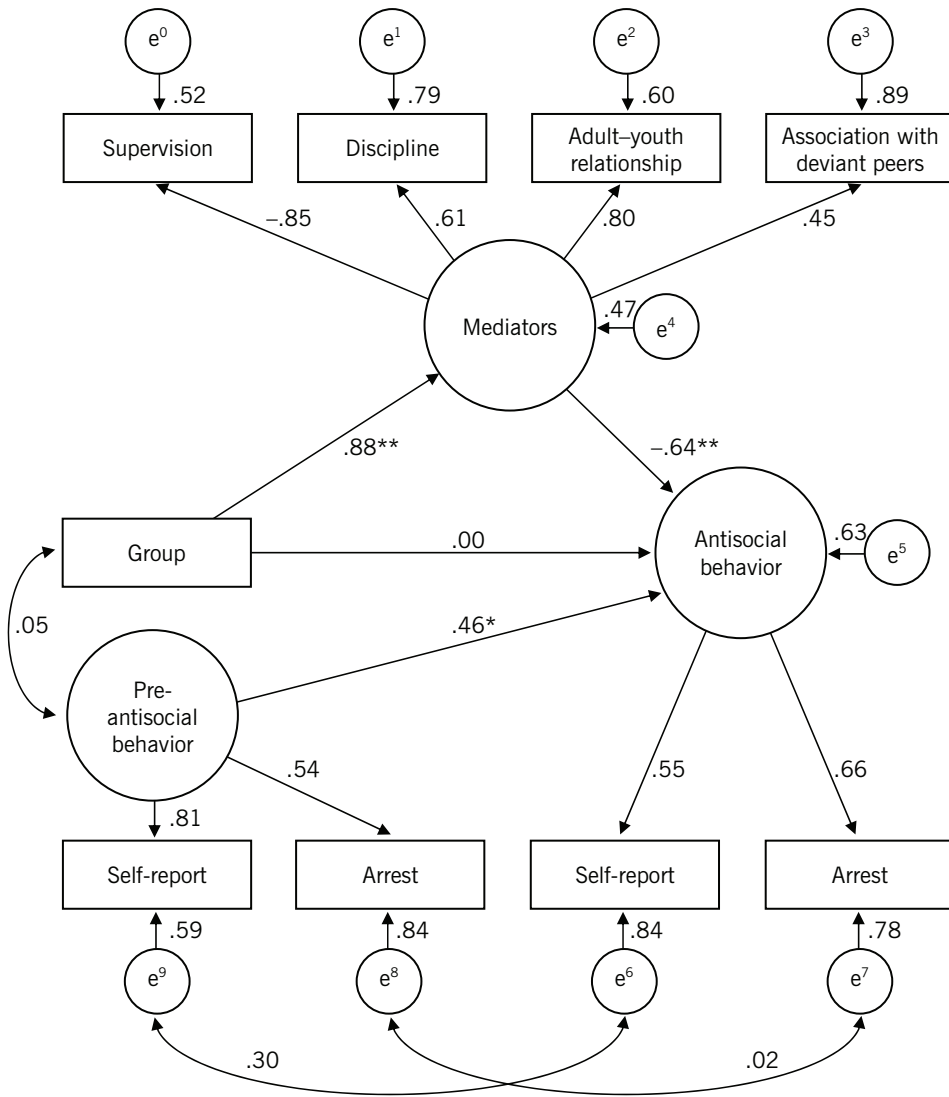 e⁰
e¹
e²
e³
.52
.79
.60
.89
Supervision
Discipline
Adult–youth
relationship
Association with
deviant peers
–.85
.61
.80
.45
Mediators
.47
e⁴
.88**
–.64**
Group
.00
Antisocial
behavior
.63
e⁵
.05
.46*
Pre-
antisocial
behavior
.54
.55
.66
.81
Self-report
Arrest
Self-report
Arrest
.59
.84
.84
.78
e⁹
e⁸
e⁶
e⁷
.30
.02